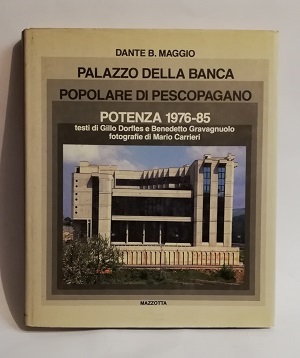 DANTE B. MAGGIO
PALAZZO DELLA BANCA
POPOLARE DI PESCOPAGANO
POTENZA 1976-85
testi di Gillo Dorfles e Benedetto Gravagnuolo
fotografie di Mario Carrieri
MAZZOTTA